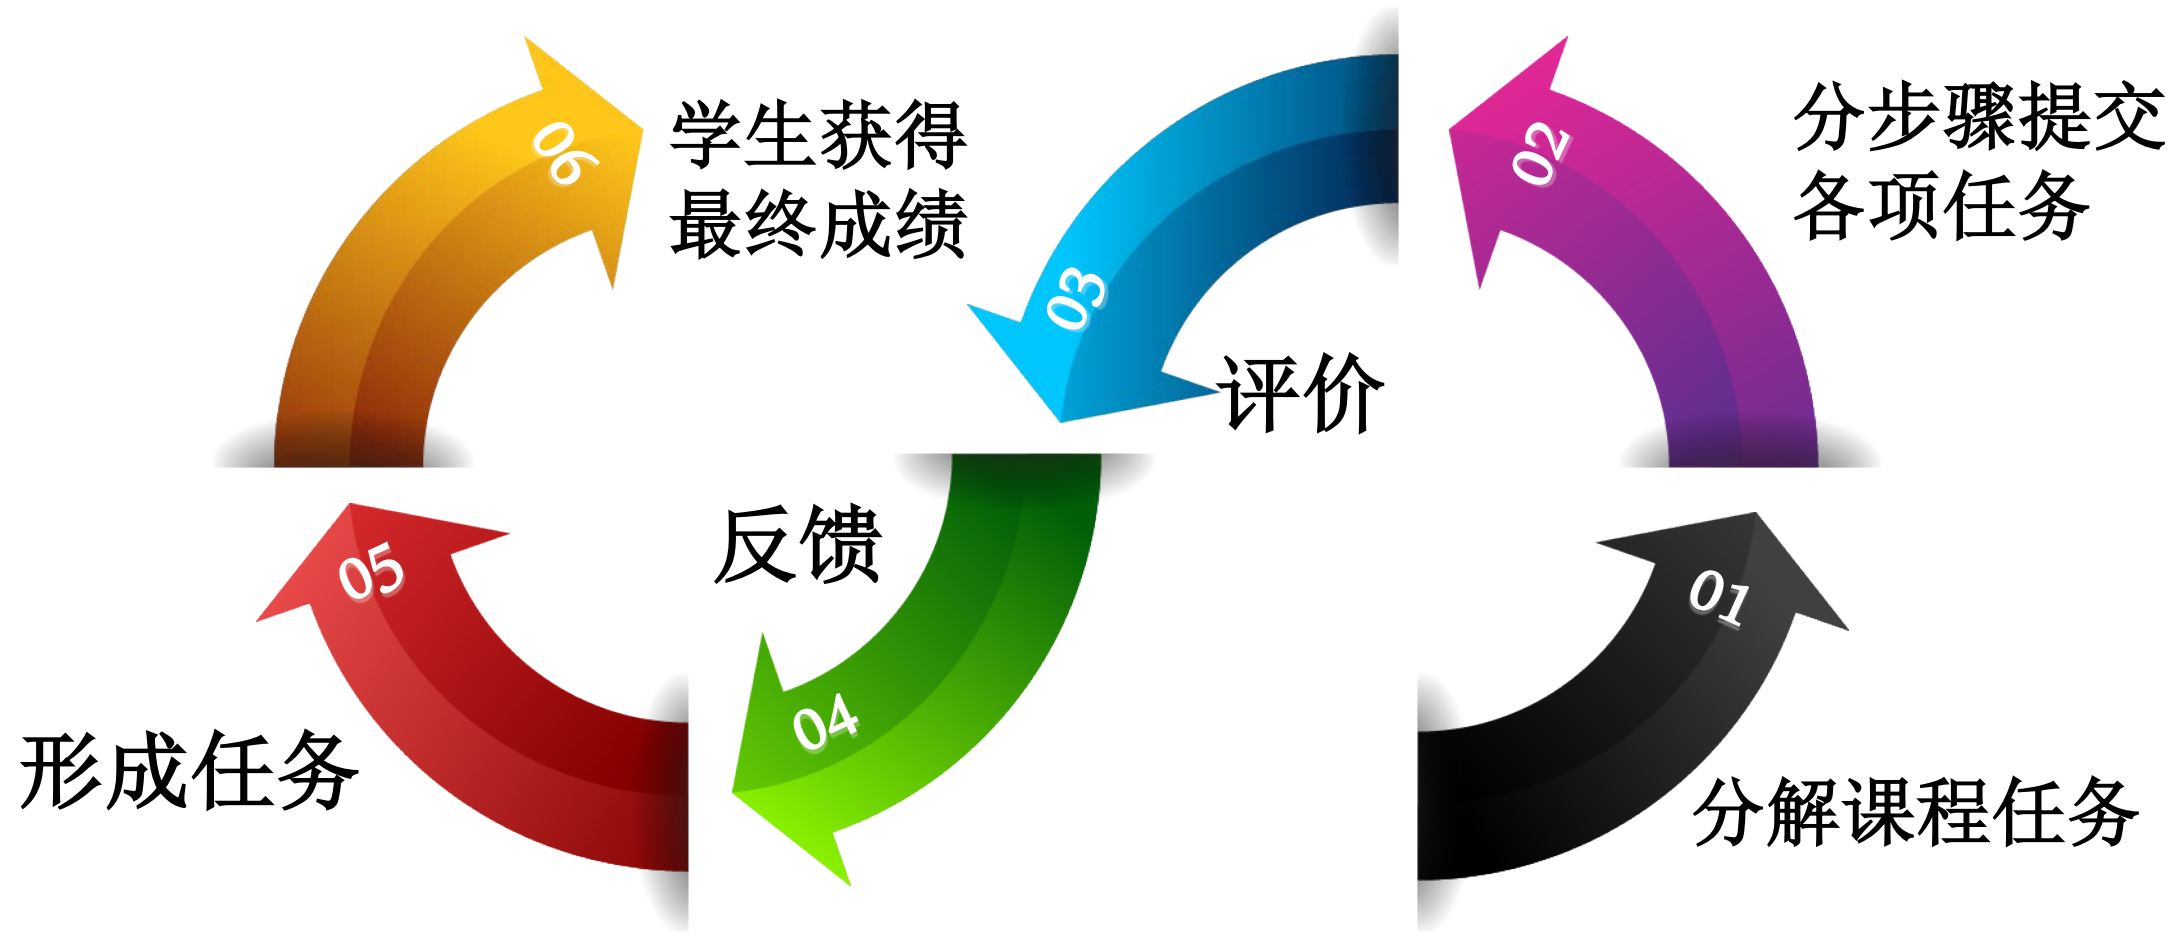 01
分解课程任务
02
分步骤提交
各项任务
03
评价
04
反馈
05
形成任务
06
学生获得
最终成绩